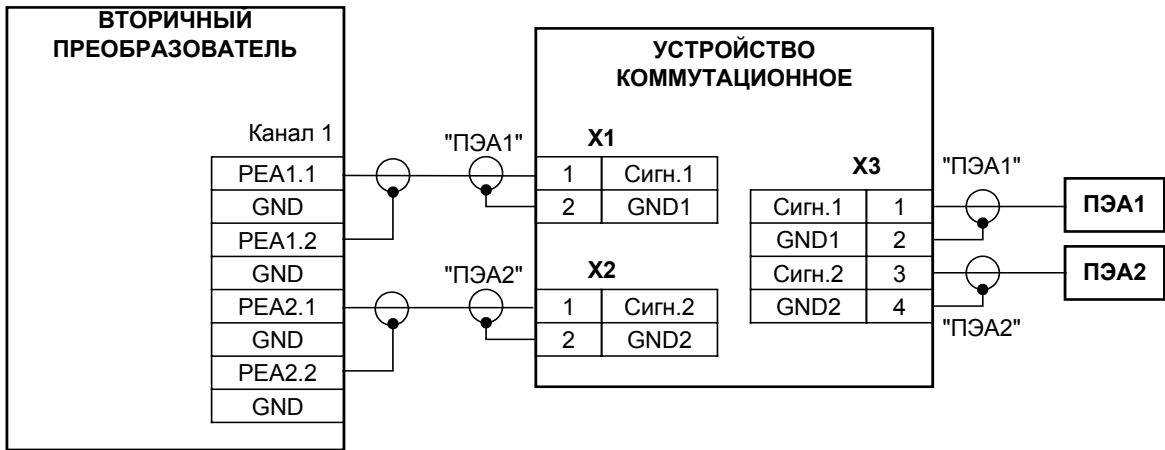 ВТОРИЧНЫЙ
ПРЕОБРАЗОВАТЕЛЬ
Канал 1
PEA1.1
GND
PEA1.2
GND
PEA2.1
GND
PEA2.2
GND
"ПЭА1"
"ПЭА2"
УСТРОЙСТВО
КОММУТАЦИОННОЕ
X1
1 Сигн.1
2 GND1
X2
1 Сигн.2
2 GND2
X3
Сигн.1 1
GND1 2
Сигн.2 3
GND2 4
"ПЭА1"
"ПЭА2"
ПЭА1
ПЭА2